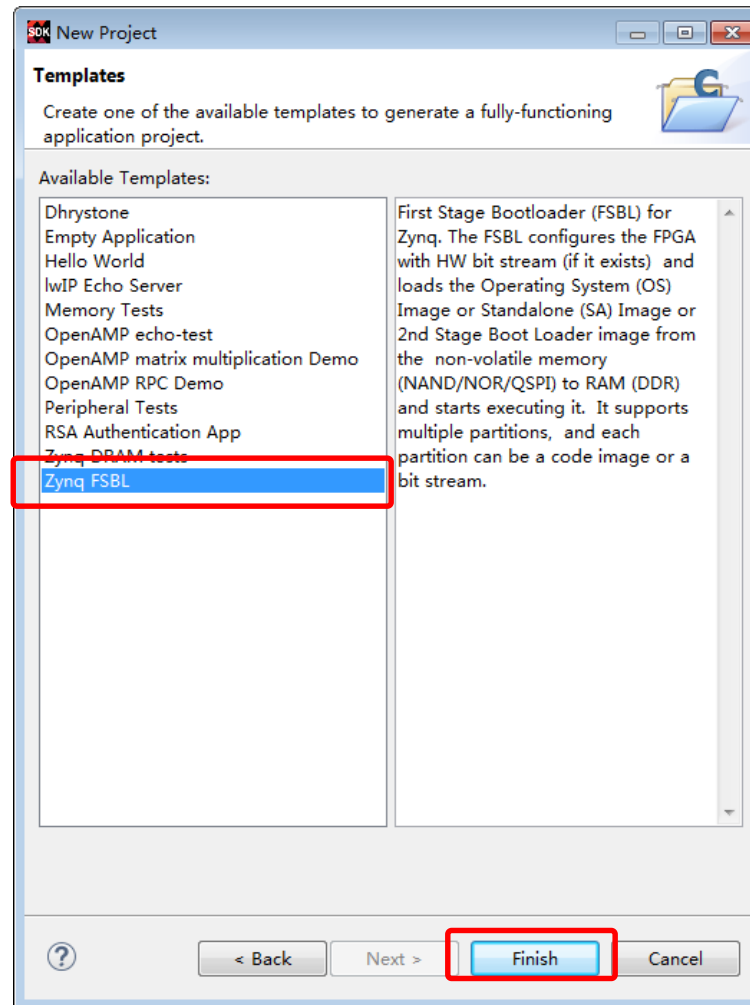 SDK New Project
Templates
Create one of the available templates to generate a fully-functioning
application project.
C
Available Templates:
Dhrystone
Empty Application
Hello World
lwIP Echo Server
Memory Tests
OpenAMP echo-test
OpenAMP matrix multiplication Demo
OpenAMP RPC Demo
Peripheral Tests
RSA Authentication App
Zynq DRAM tests
Zynq FSBL
First Stage Bootloader (FSBL) for
Zynq. The FSBL configures the FPGA
with HW bit stream (if it exists)  and
loads the Operating System (OS)
Image or Standalone (SA) Image or
2nd Stage Boot Loader image from
the  non-volatile memory
(NAND/NOR/QSPI) to RAM (DDR)
and starts executing it.  It supports
multiple partitions,  and each
partition can be a code image or a
bit stream.
?
< Back
Next >
Finish
Cancel